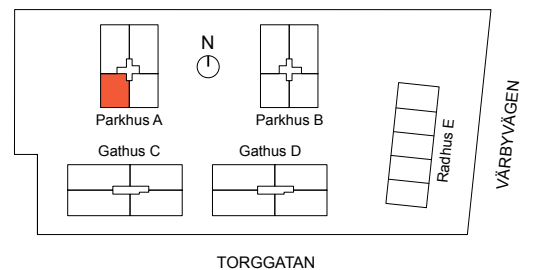 N
Parkhus A
Parkhus B
Gathus C
Gathus D
Radhus E
VÄRBYVÄGEN
TORGGATAN